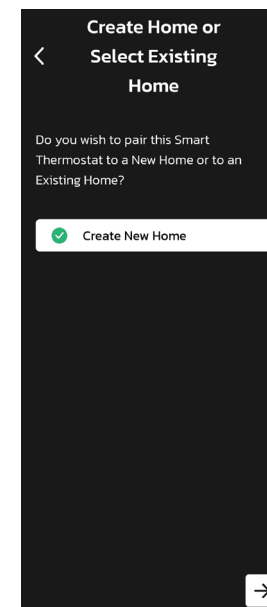 Create Home or
Select Existing
Home
Do you wish to pair this Smart
Thermostat to a New Home or to an
Existing Home?
Create New Home